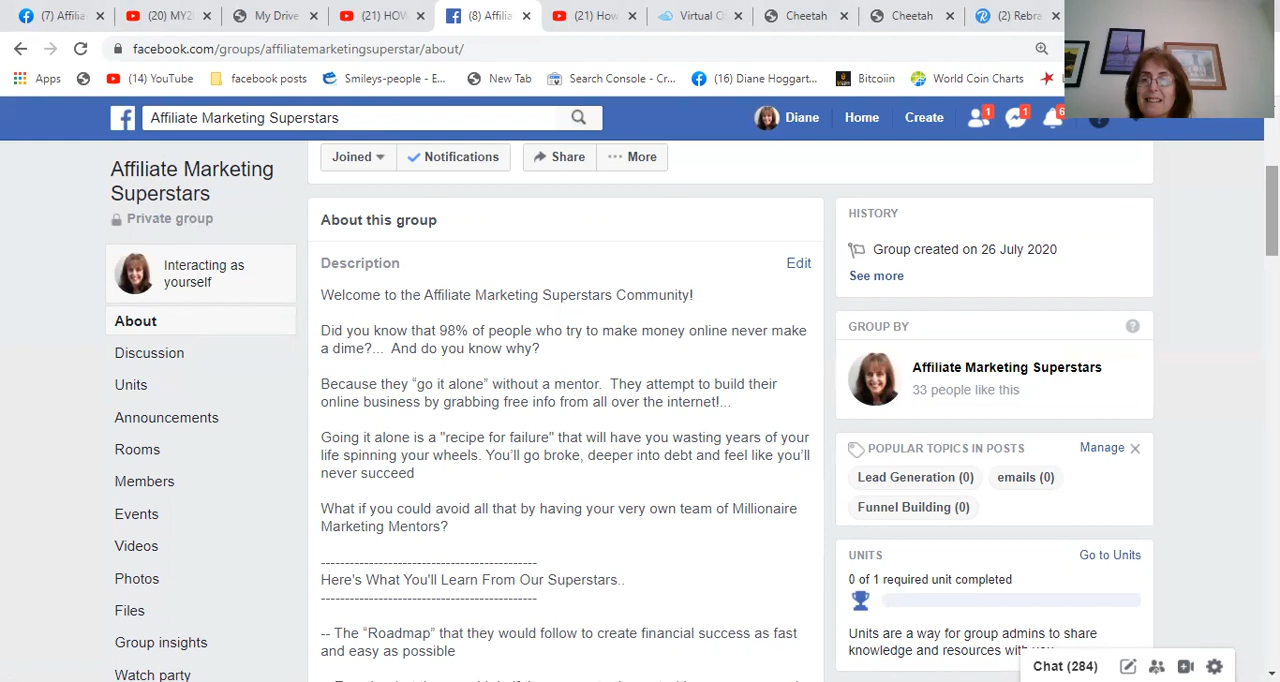 (7) Affilia
(20) MY2
My Drive
(21) HOW
(8) Affilia
(21) How
Virtual O
Cheetah
Cheetah
(2) Rebra
facebook.com/groups/affiliatemarketingsuperstar/about/
Apps
(14) YouTube
facebook posts
Smileys-people - E...
New Tab
Search Console - Cr...
(16) Diane Hoggart...
Bitcoiin
World Coin Charts
Affiliate Marketing Superstars
Diane
Home
Create
1
1
6
Affiliate Marketing
Superstars
Private group
Interacting as
yourself
About
Discussion
Units
Announcements
Rooms
Members
Events
Videos
Photos
Files
Group insights
Watch party
Joined
Notifications
Share
More
About this group
Description
Edit
Welcome to the Affiliate Marketing Superstars Community!
Did you know that 98% of people who try to make money online never make
a dime?... And do you know why?
Because they “go it alone” without a mentor. They attempt to build their
online business by grabbing free info from all over the internet!...
Going it alone is a "recipe for failure" that will have you wasting years of your
life spinning your wheels. You’ll go broke, deeper into debt and feel like you’ll
never succeed
What if you could avoid all that by having your very own team of Millionaire
Marketing Mentors?
-------------------------------------------
Here's What You'll Learn From Our Superstars..
-------------------------------------------
-- The “Roadmap” that they would follow to create financial success as fast
and easy as possible
HISTORY
Group created on 26 July 2020
See more
GROUP BY
Affiliate Marketing Superstars
33 people like this
POPULAR TOPICS IN POSTS
Manage
Lead Generation (0)
emails (0)
Funnel Building (0)
UNITS
Go to Units
0 of 1 required unit completed
Units are a way for group admins to share
knowledge and resources with you
Chat (284)